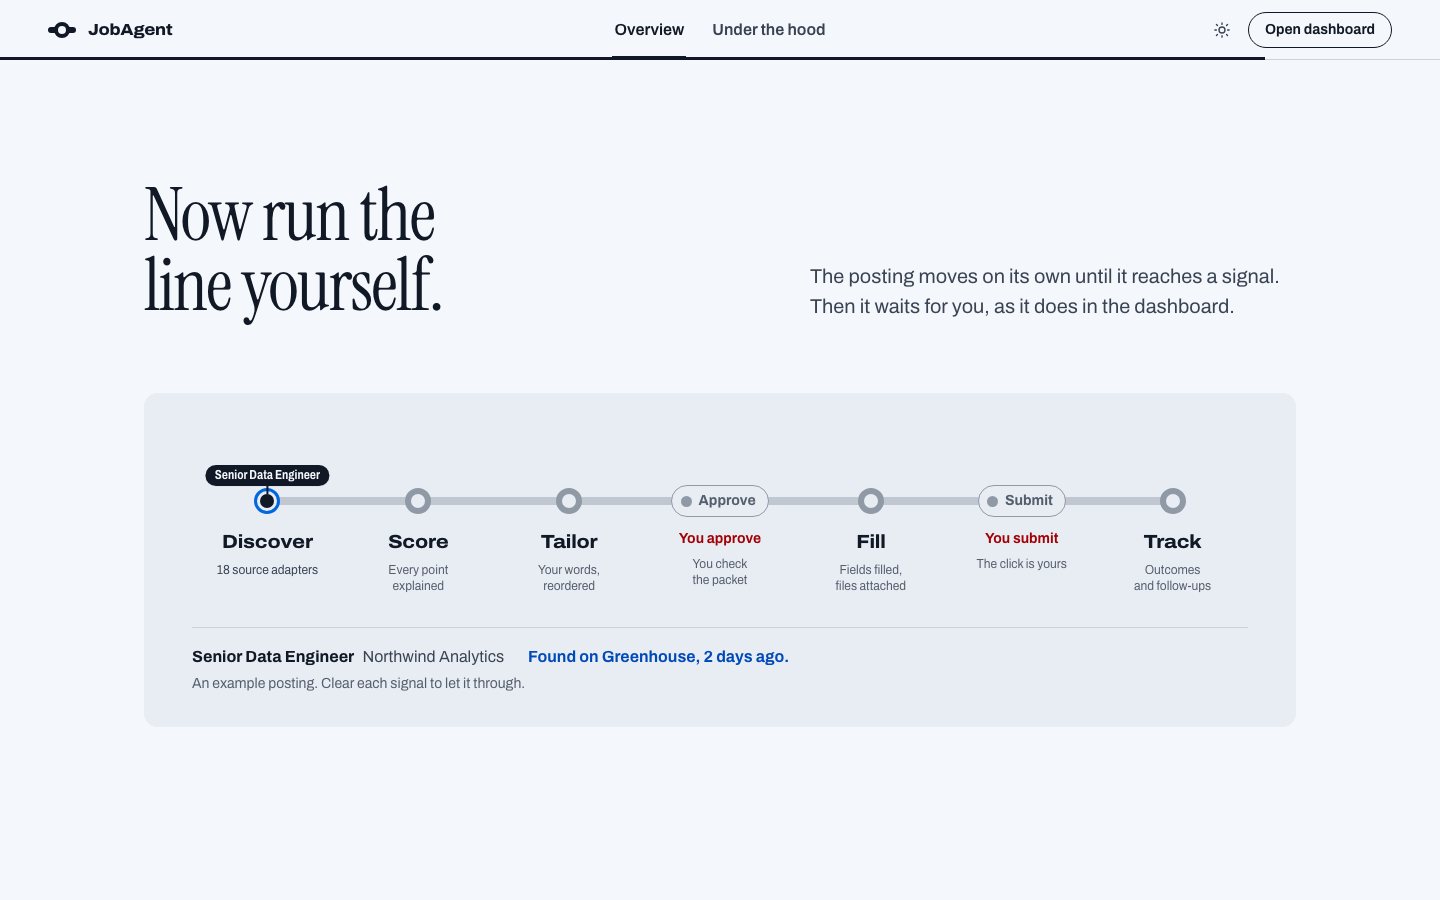 JobAgent
Overview
Under the hood
Open dashboard
Now run the
line yourself.
The posting moves on its own until it reaches a signal.
Then it waits for you, as it does in the dashboard.
Senior Data Engineer
Approve
Submit
Discover
Score
Tailor
You approve
Fill
You submit
Track
18 source adapters
Every point
explained
Your words,
reordered
You check
the packet
Fields filled,
files attached
The click is yours
Outcomes
and follow-ups
Senior Data Engineer Northwind Analytics Found on Greenhouse, 2 days ago.
An example posting. Clear each signal to let it through.